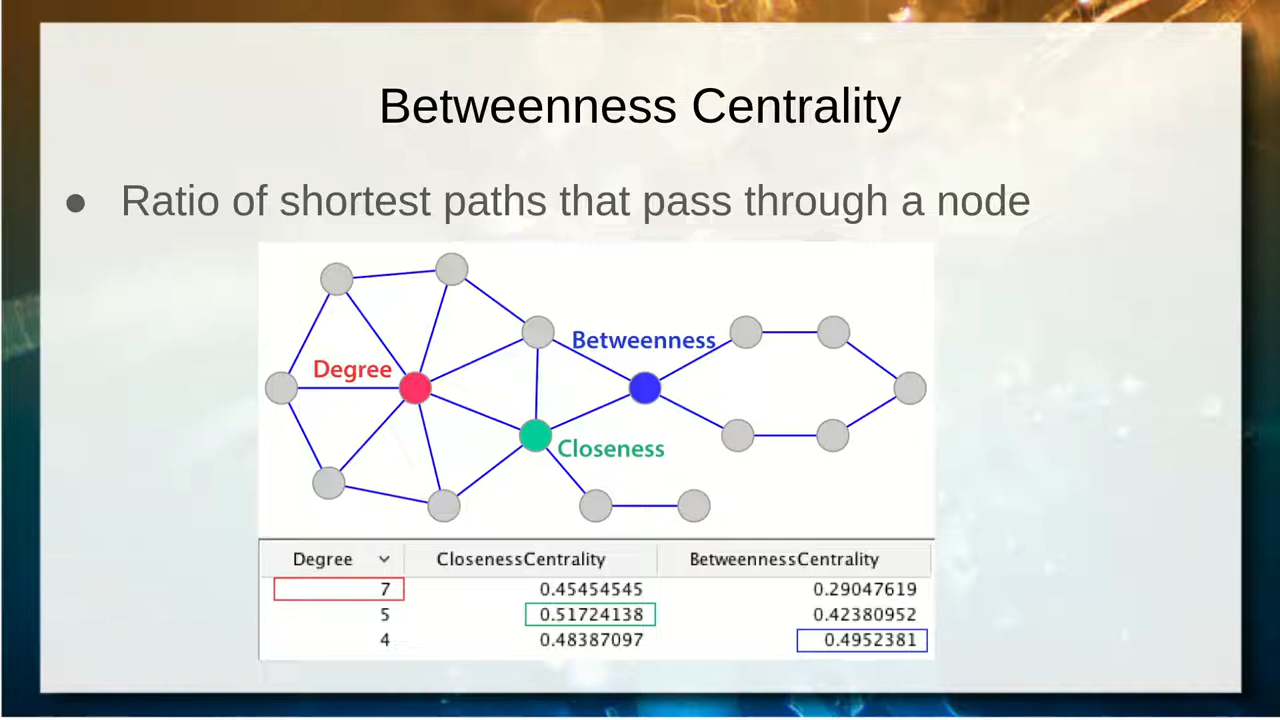 Betweenness Centrality
● Ratio of shortest paths that pass through a node
Betweenness
Degree
Closeness
Degree ClosenessCentrality BetweennessCentrality
7 0.45454545 0.29047619
5 0.51724138 0.42380952
4 0.48387097 0.4952381